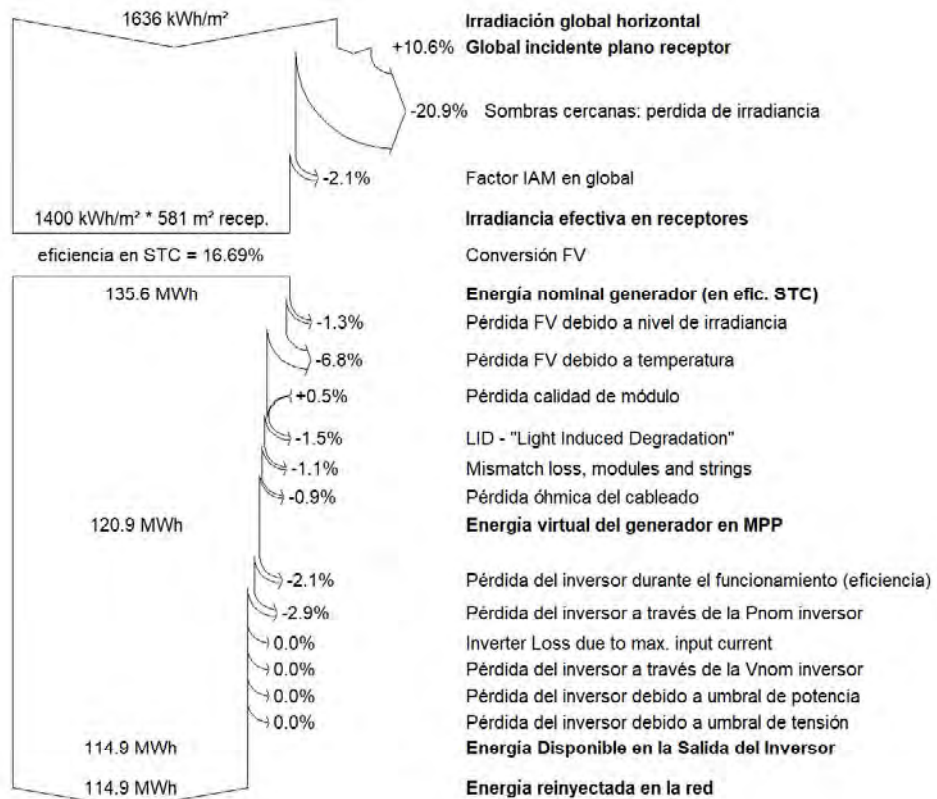 1636 kWh/m² Irradiación global horizontal
+10.6% Global incidente plano receptor
-20.9% Sombras cercanas: perdida de irradiancia
-2.1% Factor IAM en global
1400 kWh/m² * 581 m² recep. Irradiancia efectiva en receptores
eficiencia en STC = 16.69% Conversión FV
135.6 MWh Energía nominal generador (en efic. STC)
-1.3% Pérdida FV debido a nivel de irradiancia
-6.8% Pérdida FV debido a temperatura
+0.5% Pérdida calidad de módulo
-1.5% LID - "Light Induced Degradation"
-1.1% Mismatch loss, modules and strings
-0.9% Pérdida óhmica del cableado
120.9 MWh Energía virtual del generador en MPP
-2.1% Pérdida del inversor durante el funcionamiento (eficiencia)
-2.9% Pérdida del inversor a través de la Pnom inversor
0.0% Inverter Loss due to max. input current
0.0% Pérdida del inversor a través de la Vnom inversor
0.0% Pérdida del inversor debido a umbral de potencia
0.0% Pérdida del inversor debido a umbral de tensión
114.9 MWh Energía Disponible en la Salida del Inversor
114.9 MWh Energía reinyectada en la red